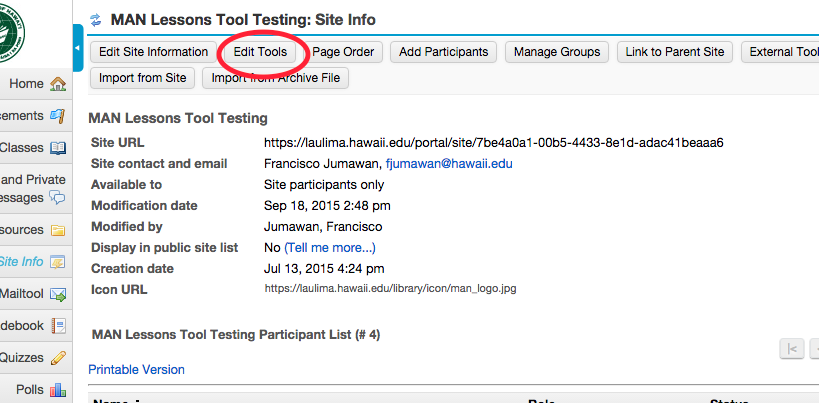 OF HAWAI'I
MAN Lessons Tool Testing: Site Info
Edit Site Information Edit Tools Page Order Add Participants Manage Groups Link to Parent Site External Tool
Import from Site Import from Archive File
Home
cements
Classes
and Private
essages
sources
Site Info
Mailtool
debook
Quizzes
Polls
MAN Lessons Tool Testing
Site URL https://laulima.hawaii.edu/portal/site/7be4a0a1-00b5-4433-8e1d-adac41beaaa6
Site contact and email Francisco Jumawan, fjumawan@hawaii.edu
Available to Site participants only
Modification date Sep 18, 2015 2:48 pm
Modified by Jumawan, Francisco
Display in public site list No (Tell me more...)
Creation date Jul 13, 2015 4:24 pm
Icon URL https://laulima.hawaii.edu/library/icon/man_logo.jpg
MAN Lessons Tool Testing Participant List (# 4)
|<
Printable Version
Name Role Status